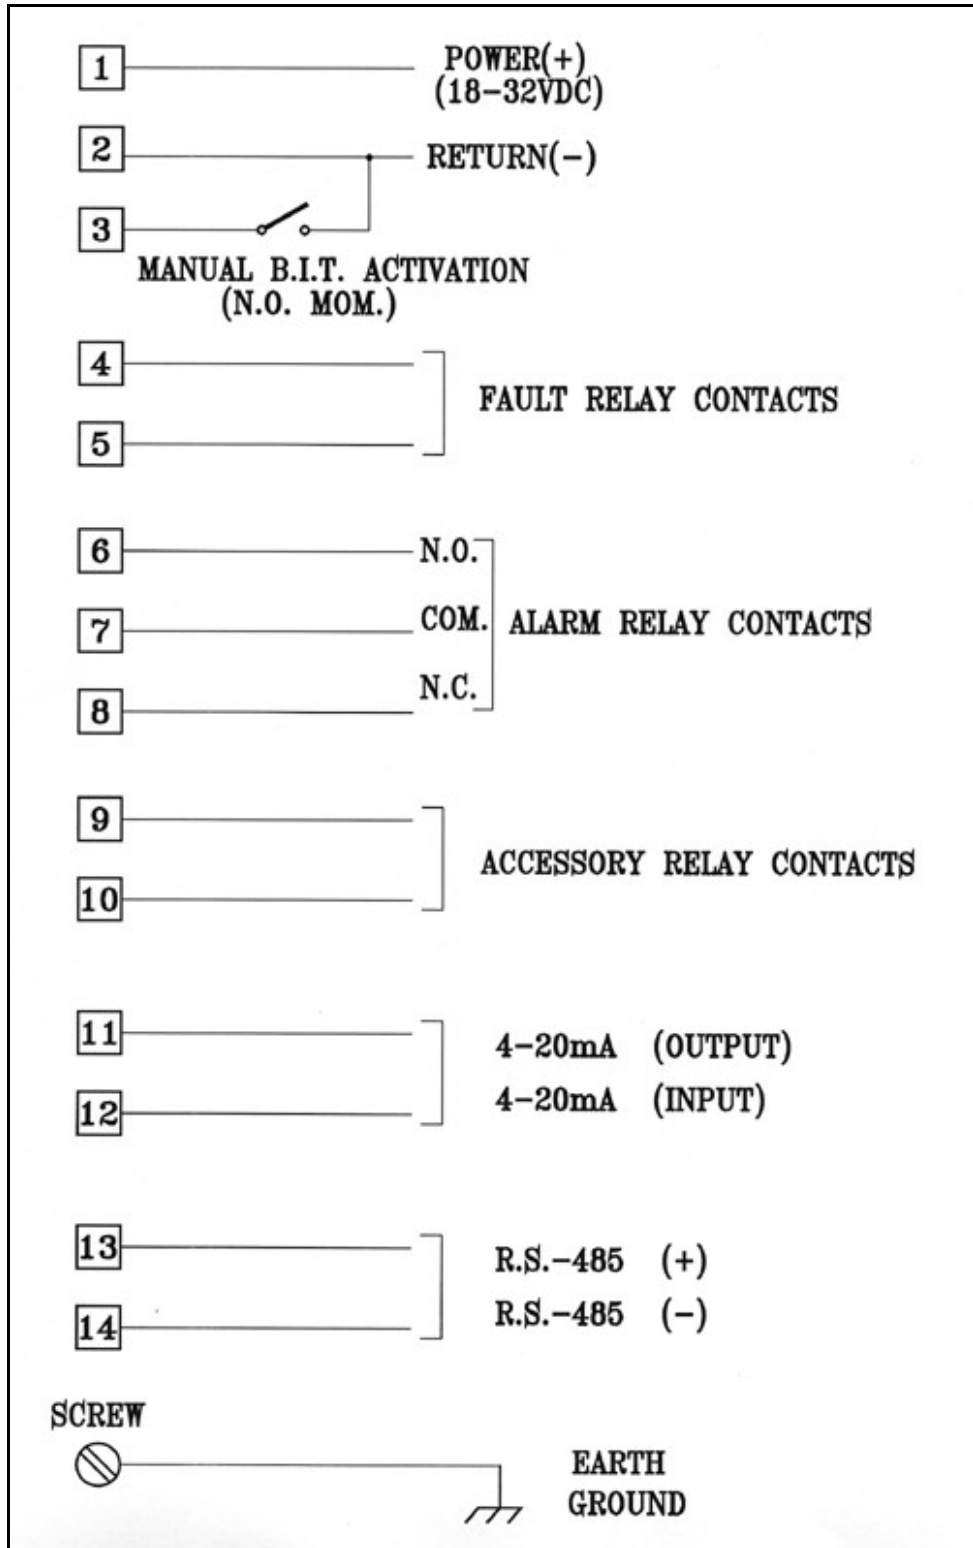 1 POWER(+)
(18-32VDC)
2 RETURN(-)
3
MANUAL B.I.T. ACTIVATION
(N.O. MOM.)
4
FAULT RELAY CONTACTS
5
6 N.O.
7 COM. ALARM RELAY CONTACTS
8 N.C.
9
ACCESSORY RELAY CONTACTS
10
11 4-20mA (OUTPUT)
12 4-20mA (INPUT)
13 R.S.-485 (+)
14 R.S.-485 (-)
SCREW
EARTH
GROUND